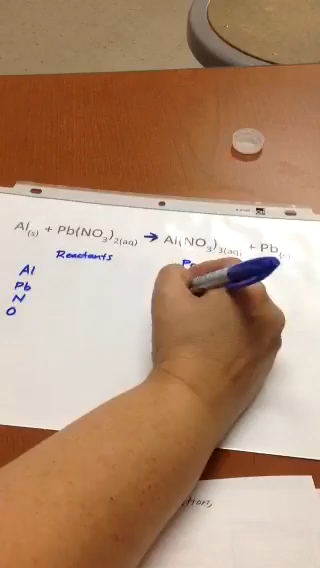 Al(s) + Pb(NO3)2(aq) → Al(NO3)3(aq) + Pb(s)
Reactants
Al
Pb
N
O